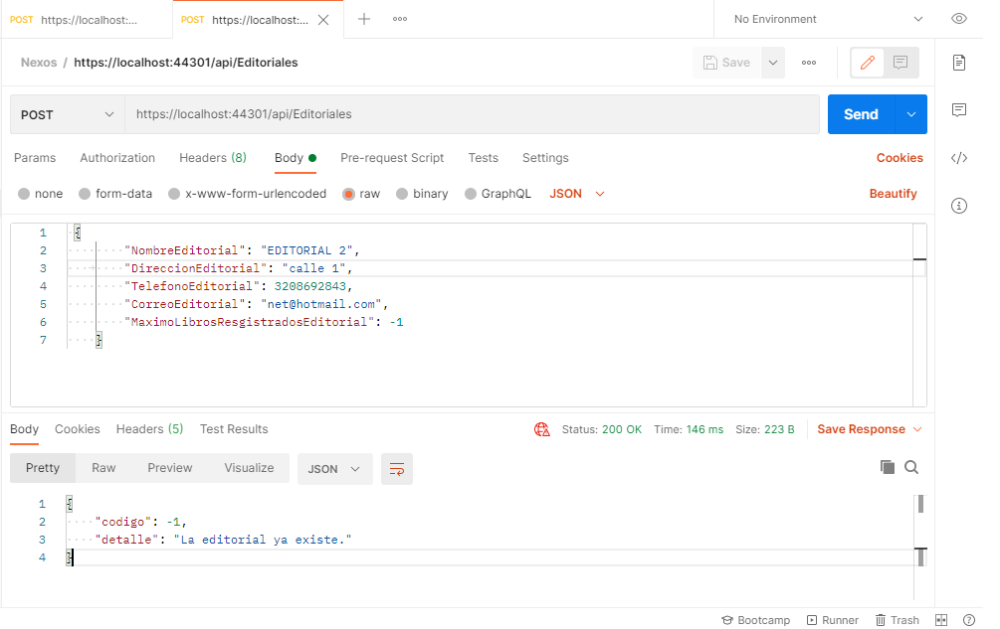 POST https://localhost:... POST https://localhost:... No Environment
Nexos / https://localhost:44301/api/Editoriales Save
POST https://localhost:44301/api/Editoriales Send
Params Authorization Headers (8) Body Pre-request Script Tests Settings Cookies
none form-data x-www-form-urlencoded raw binary GraphQL JSON Beautify
1 {
2 "NombreEditorial": "EDITORIAL 2",
3 "DireccionEditorial": "calle 1",
4 "TelefonoEditorial": 3208692843,
5 "CorreoEditorial": "net@hotmail.com",
6 "MaximoLibrosResgistradosEditorial": -1
7 }
Body Cookies Headers (5) Test Results Status: 200 OK Time: 146 ms Size: 223 B Save Response
Pretty Raw Preview Visualize JSON
1 {
2 "codigo": -1,
3 "detalle": "La editorial ya existe."
4 }
Bootcamp Runner Trash